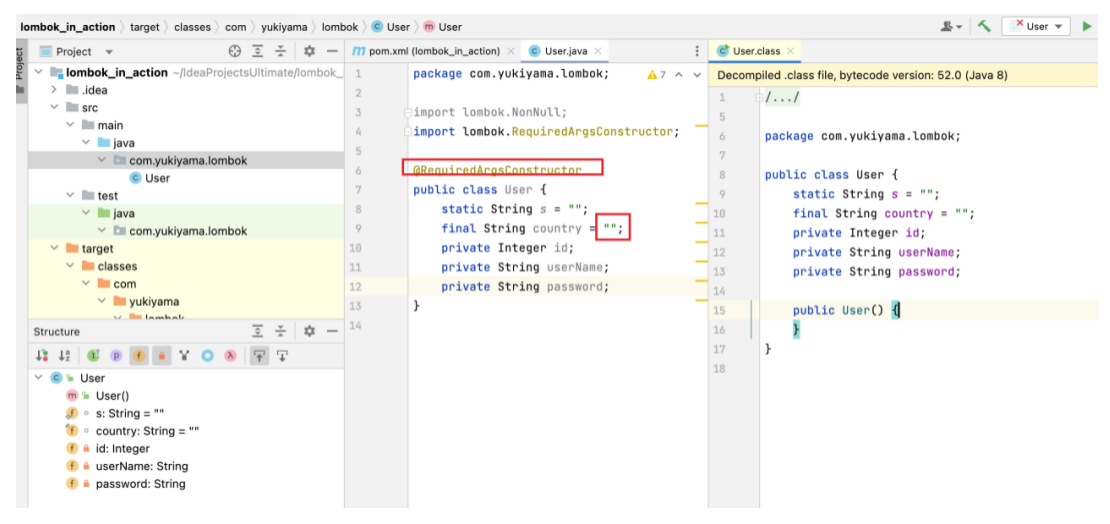 lombok_in_action > target > classes > com > yukiyama > lombok > User > User
User
Project
Project
lombok_in_action ~/IdeaProjectsUltimate/lombok_
.idea
src
main
java
com.yukiyama.lombok
User
test
java
com.yukiyama.lombok
target
classes
com
yukiyama
lombok
Structure
User
User()
s: String = ""
country: String = ""
id: Integer
userName: String
password: String
pom.xml (lombok_in_action)
User.java
7
1 package com.yukiyama.lombok;
2
3 import lombok.NonNull;
4 import lombok.RequiredArgsConstructor;
5
6 @RequiredArgsConstructor
7 public class User {
8 static String s = "";
9 final String country = "";
10 private Integer id;
11 private String userName;
12 private String password;
13 }
14
User.class
Decompiled .class file, bytecode version: 52.0 (Java 8)
1 /.../
5
6 package com.yukiyama.lombok;
7
8 public class User {
9 static String s = "";
10 final String country = "";
11 private Integer id;
12 private String userName;
13 private String password;
14
15 public User() {
16 }
17 }
18